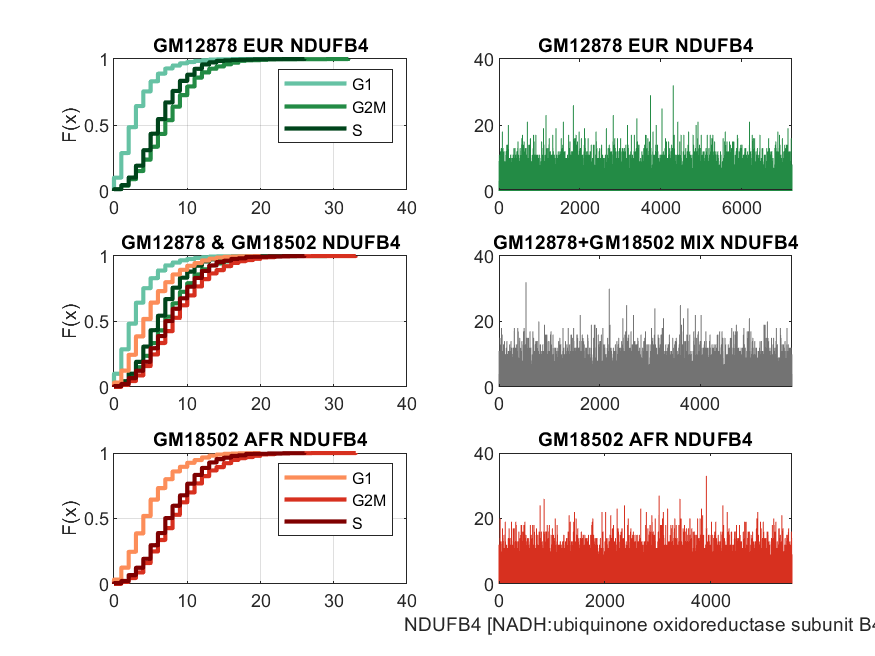 GM12878 EUR NDUFB4
1
0.5
0
F(x)
0 10 20 30 40
G1
G2M
S
GM12878 EUR NDUFB4
40
20
0
0 2000 4000 6000
GM12878 & GM18502 NDUFB4
1
0.5
0
F(x)
0 10 20 30 40
GM12878+GM18502 MIX NDUFB4
40
20
0
0 2000 4000
GM18502 AFR NDUFB4
1
0.5
0
F(x)
0 10 20 30 40
G1
G2M
S
GM18502 AFR NDUFB4
40
20
0
0 2000 4000
NDUFB4 [NADH:ubiquinone oxidoreductase subunit B4